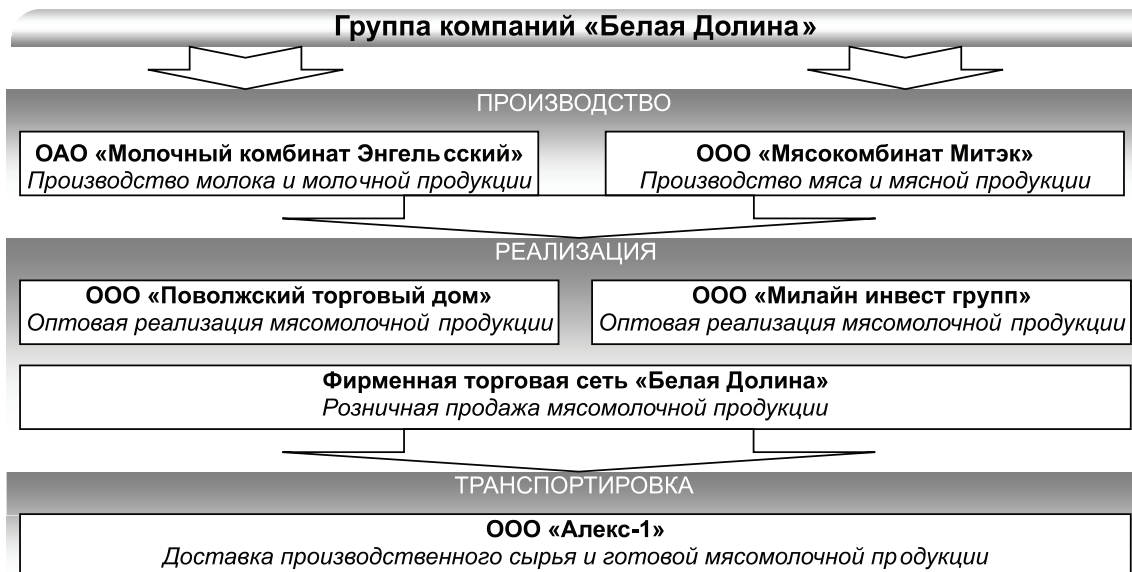 Группа компаний «Белая Долина»
ПРОИЗВОДСТВО
ОАО «Молочный комбинат Энгельсский»
Производство молока и молочной продукции
ООО «Мясокомбинат Митэк»
Производство мяса и мясной продукции
РЕАЛИЗАЦИЯ
ООО «Поволжский торговый дом»
Оптовая реализация мясомолочной продукции
ООО «Милайн инвест групп»
Оптовая реализация мясомолочной продукции
Фирменная торговая сеть «Белая Долина»
Розничная продажа мясомолочной продукции
ТРАНСПОРТИРОВКА
ООО «Алекс-1»
Доставка производственного сырья и готовой мясомолочной продукции